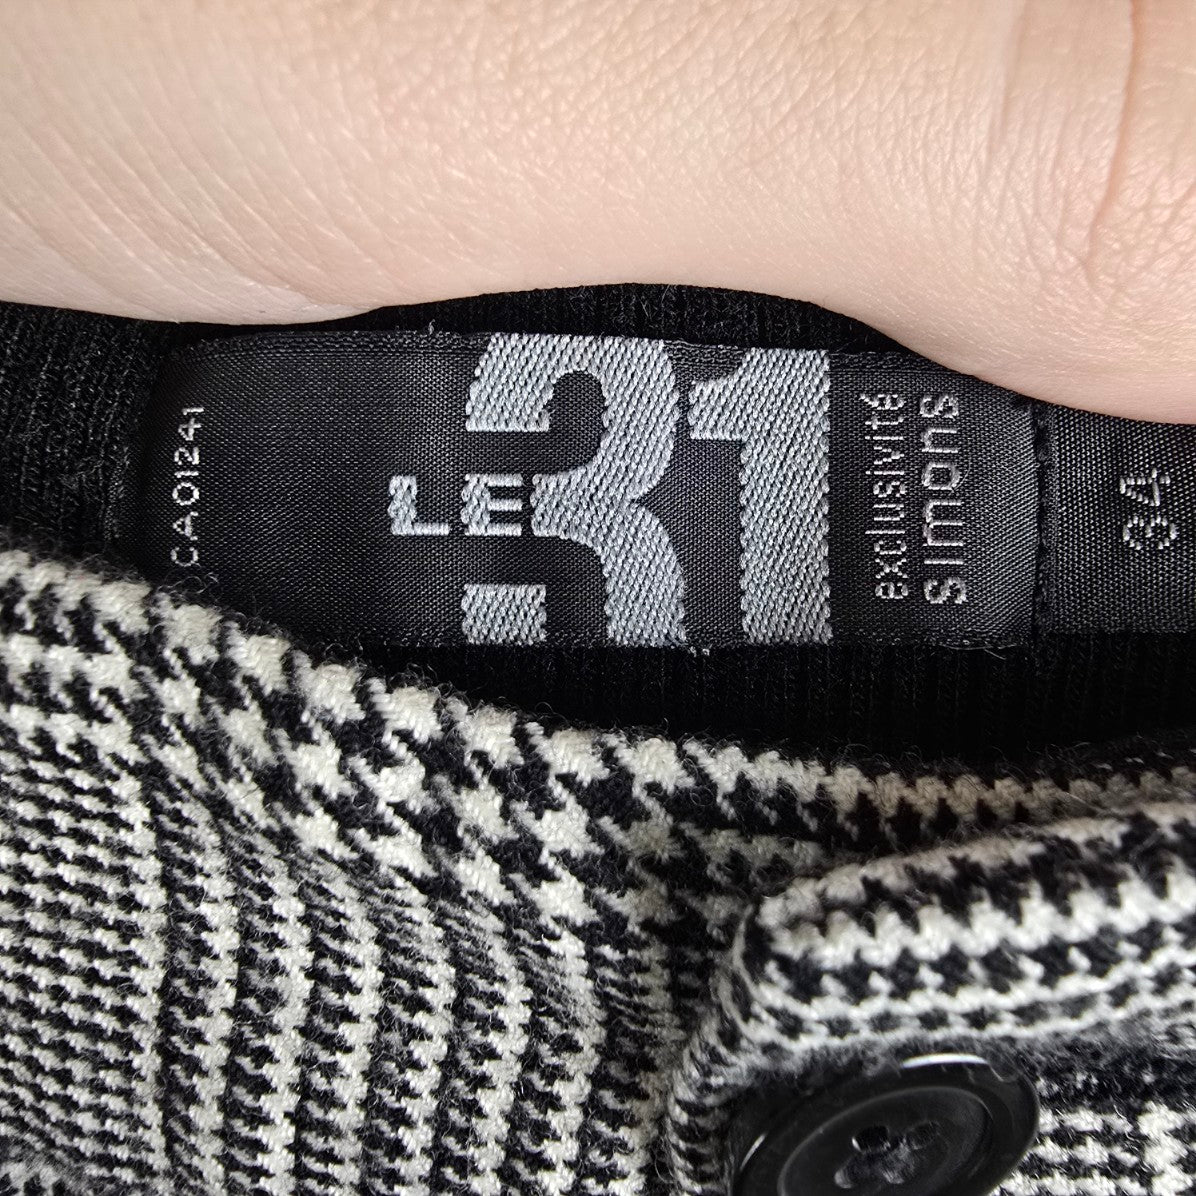 CA01241
LE
31
exclusivité
simons
34